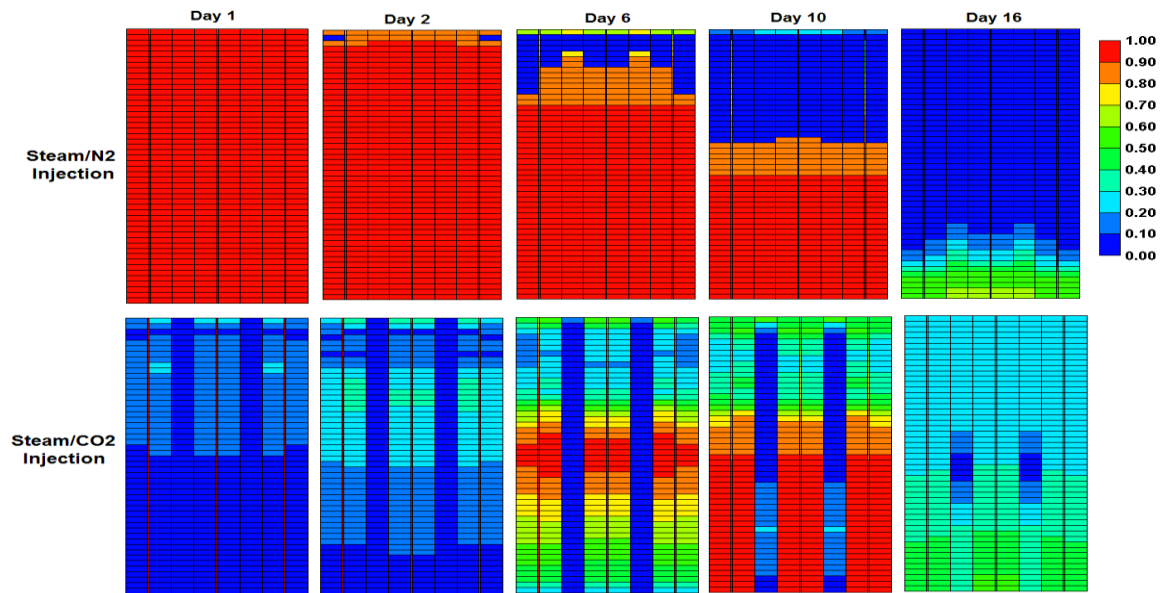 Day 1
Day 2
Day 6
Day 10
Day 16
Steam/N2
Injection
1.00
0.90
0.80
0.70
0.60
0.50
0.40
0.30
0.20
0.10
0.00
Steam/CO2
Injection